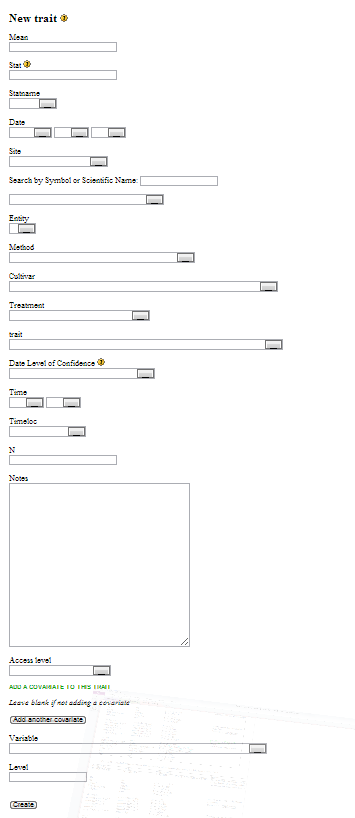 New trait
Mean
Stat
Statname
Date
Site
Search by Symbol or Scientific Name:
Entity
Method
Cultivar
Treatment
trait
Date Level of Confidence
Time
Timeloc
N
Notes
Access level
ADD A COVARIATE TO THIS TRAIT
Leave blank if not adding a covariate
Add another covariate
Variable
Level
Create